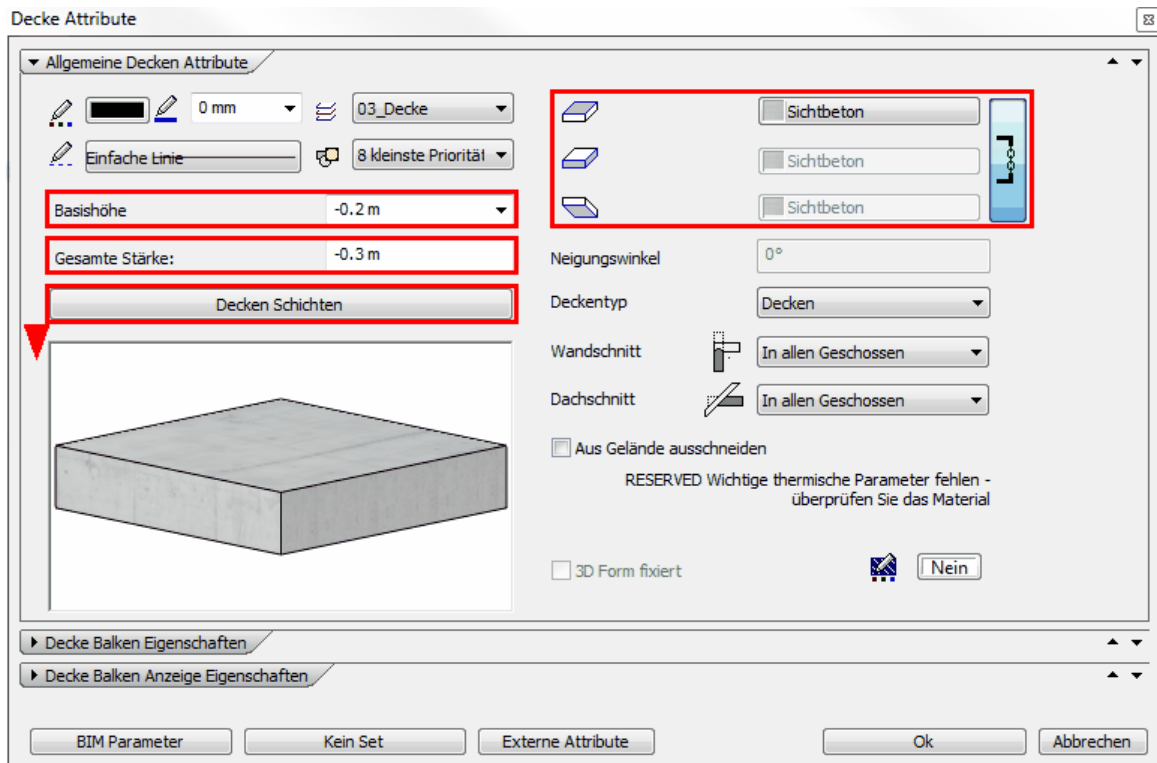 Decke Attribute
Allgemeine Decken Attribute
0 mm
03_Decke
Einfache Linie
8 kleinste Priorität
Basishöhe
-0.2 m
Gesamte Stärke:
-0.3 m
Decken Schichten
Sichtbeton
Sichtbeton
Sichtbeton
Neigungswinkel
0°
Deckentyp
Decken
Wandschnitt
In allen Geschossen
Dachschnitt
In allen Geschossen
Aus Gelände ausschneiden
RESERVED Wichtige thermische Parameter fehlen -
überprüfen Sie das Material
3D Form fixiert
Nein
Decke Balken Eigenschaften
Decke Balken Anzeige Eigenschaften
BIM Parameter
Kein Set
Externe Attribute
Ok
Abbrechen